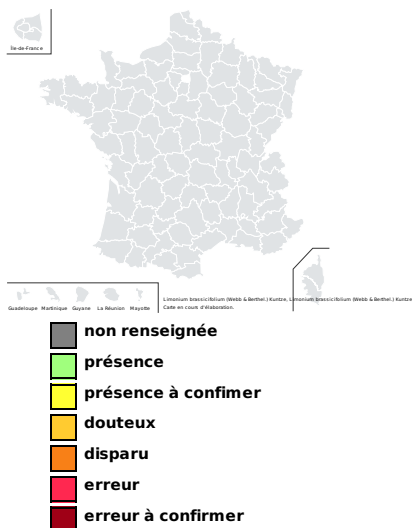 Île-de-France
Guadeloupe Martinique Guyane La Réunion Mayotte
Limonium brassicifolium (Webb & Berthel.) Kuntze, Limonium brassicifolium (Webb & Berthel.) Kuntze
Carte en cours d'élaboration.
non renseignée
présence
présence à confimer
douteux
disparu
erreur
erreur à confirmer